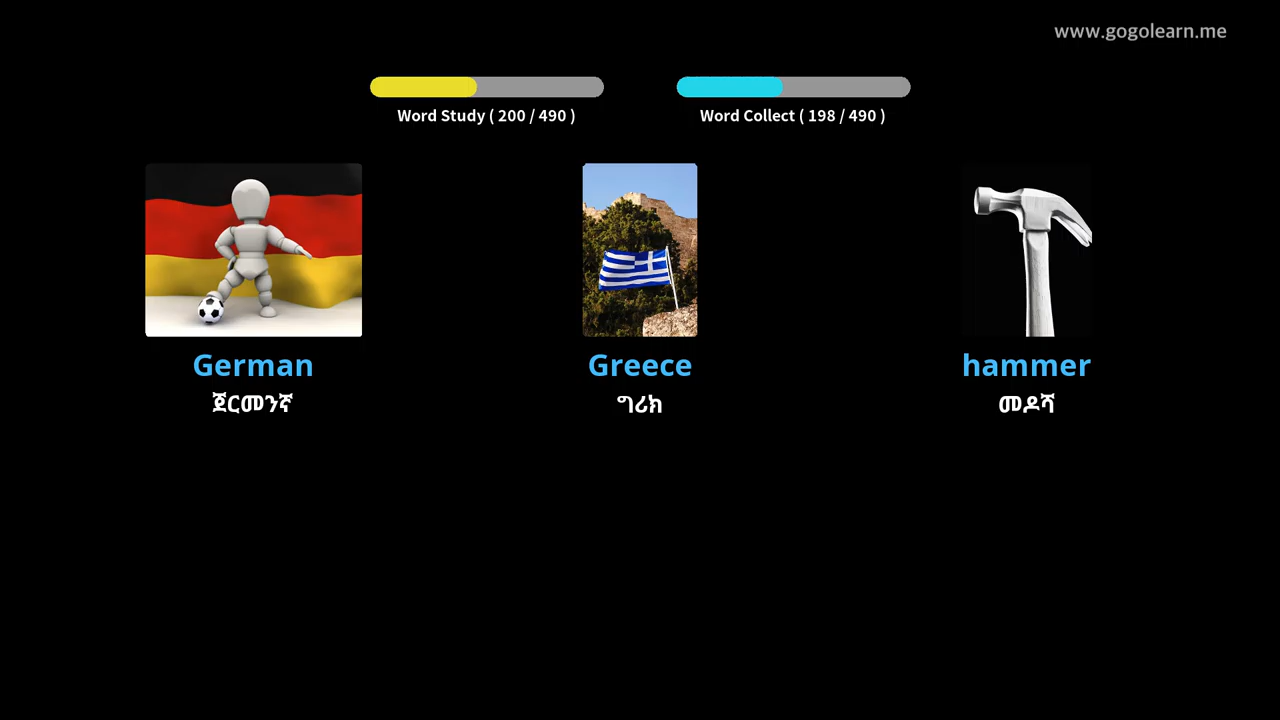 www.gogolearn.me
Word Study ( 200 / 490 )
Word Collect ( 198 / 490 )
German
Greece
hammer
ጀርመንኛ
ግሪክ
መዶሻ